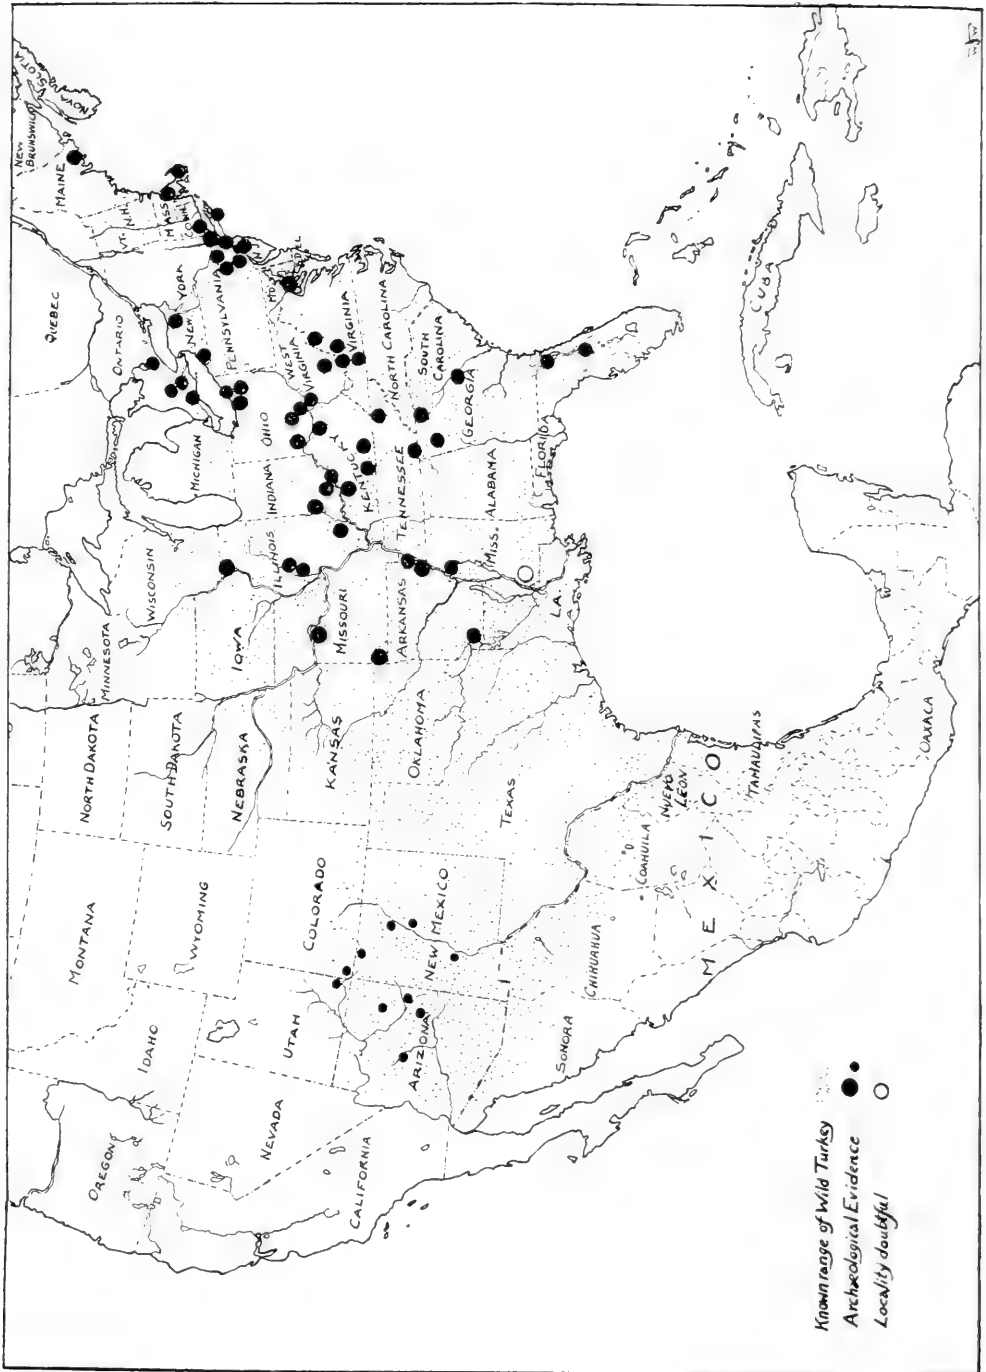 OREGON
IDAHO
MONTANA
NORTH DAKOTA
MINNESOTA
WISCONSIN
MICHIGAN
ONTARIO
QUEBEC
NEW
BRUNSWICK
NOVA
SCOTIA
MAINE
VT.
N.H.
MASS
CONN.
NEW YORK
PENNSYLVANIA
MD.
DEL
NEVADA
UTAH
WYOMING
SOUTH DAKOTA
NEBRASKA
IOWA
ILLINOIS
INDIANA
OHIO
WEST
VIRGINIA
VIRGINIA
CALIFORNIA
ARIZONA
COLORADO
NEW MEXICO
KANSAS
OKLAHOMA
MISSOURI
ARKANSAS
KENTUCKY
TENNESSEE
NORTH CAROLINA
SOUTH
CAROLINA
GEORGIA
ALABAMA
MISS.
LA.
FLORIDA
TEXAS
SONORA
CHIHUAHUA
COAHUILA
NUEVO
LEON
TAMAULIPAS
MEXICO
OAXACA
CUBA
Known range of Wild Turkey
Archæological Evidence
Locality doubtful